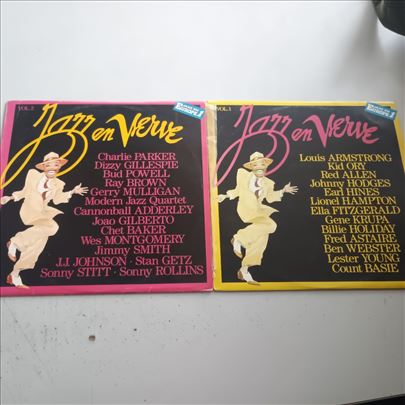 VOL.2
Jazz en Verve
Charlie PARKER
Dizzy GILLESPIE
Bud POWELL
Ray BROWN
Gerry MULLIGAN
Modern Jazz Quartet
Cannonball ADDERLEY
Joao GILBERTO
Chet BAKER
Wes MONTGOMERY
Jimmy SMITH
J.J. JOHNSON · Stan GETZ
Sonny STITT · Sonny ROLLINS
VOL.1
Jazz en Verve
Louis ARMSTRONG
Kid ORY
Red ALLEN
Johnny HODGES
Earl HINES
Lionel HAMPTON
Ella FITZGERALD
Gene KRUPA
Billie HOLIDAY
Fred ASTAIRE
Ben WEBSTER
Lester YOUNG
Count BASIE